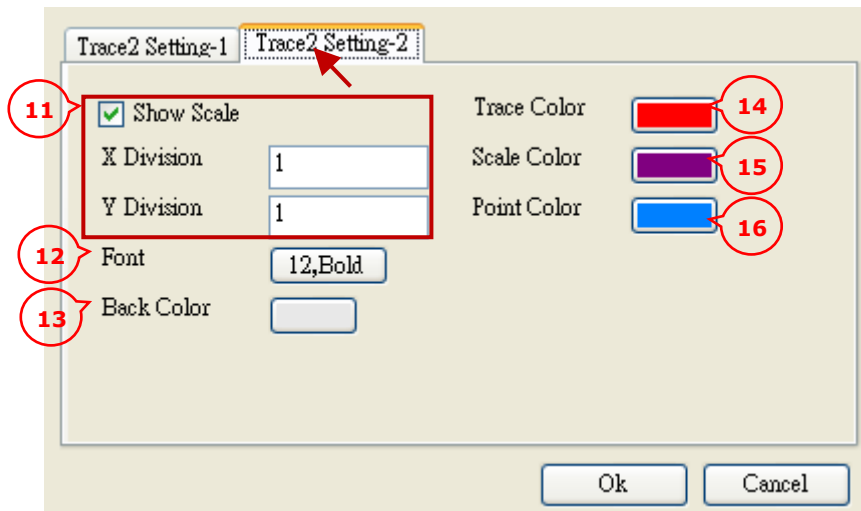 Trace2 Setting-1 Trace2 Setting-2
11 Show Scale Trace Color 14
X Division 1 Scale Color 15
Y Division 1 Point Color 16
12 Font 12,Bold
13 Back Color
Ok Cancel